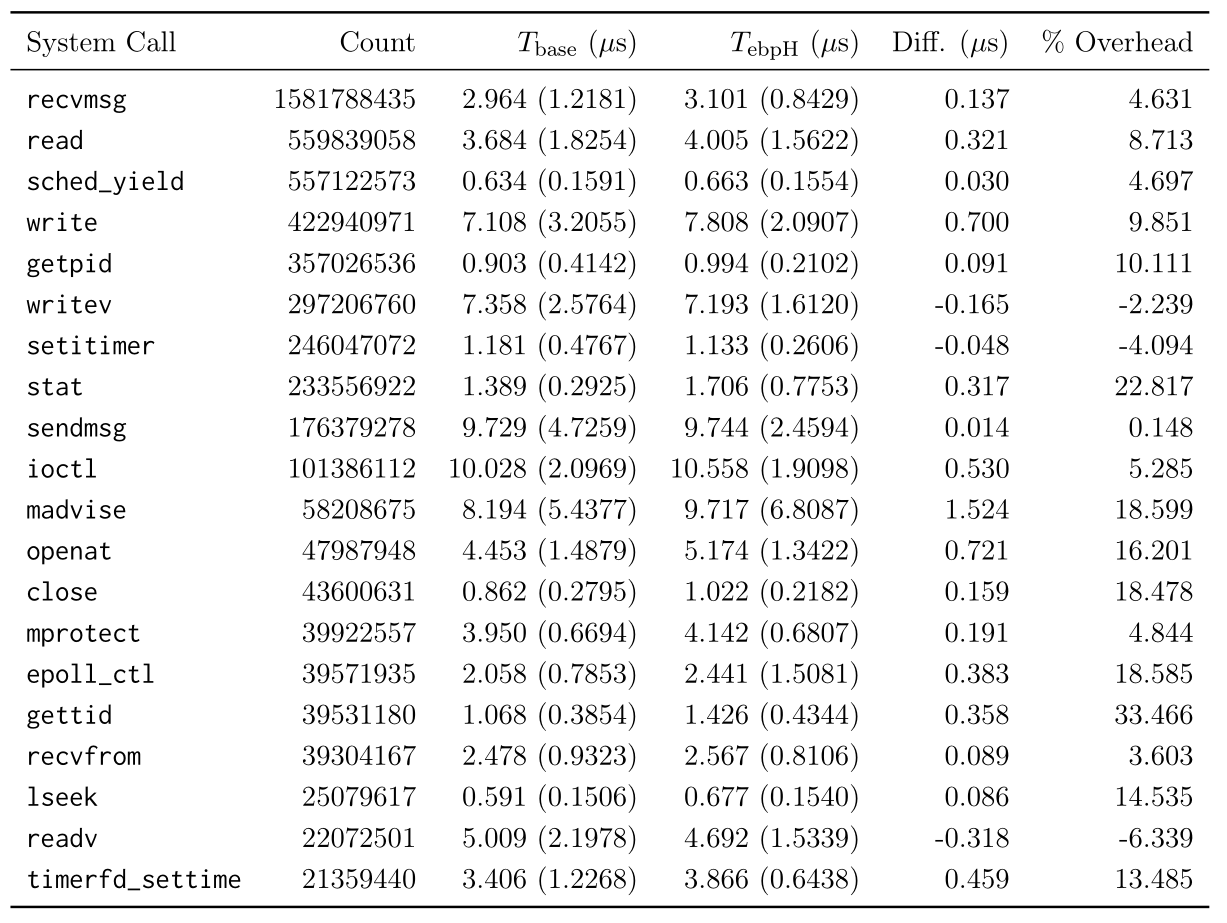 System Call Count Tbase (μs) TebpH (μs) Diff. (μs) % Overhead
recvmsg 1581788435 2.964 (1.2181) 3.101 (0.8429) 0.137 4.631
read 559839058 3.684 (1.8254) 4.005 (1.5622) 0.321 8.713
sched_yield 557122573 0.634 (0.1591) 0.663 (0.1554) 0.030 4.697
write 422940971 7.108 (3.2055) 7.808 (2.0907) 0.700 9.851
getpid 357026536 0.903 (0.4142) 0.994 (0.2102) 0.091 10.111
writev 297206760 7.358 (2.5764) 7.193 (1.6120) -0.165 -2.239
setitimer 246047072 1.181 (0.4767) 1.133 (0.2606) -0.048 -4.094
stat 233556922 1.389 (0.2925) 1.706 (0.7753) 0.317 22.817
sendmsg 176379278 9.729 (4.7259) 9.744 (2.4594) 0.014 0.148
ioctl 101386112 10.028 (2.0969) 10.558 (1.9098) 0.530 5.285
madvise 58208675 8.194 (5.4377) 9.717 (6.8087) 1.524 18.599
openat 47987948 4.453 (1.4879) 5.174 (1.3422) 0.721 16.201
close 43600631 0.862 (0.2795) 1.022 (0.2182) 0.159 18.478
mprotect 39922557 3.950 (0.6694) 4.142 (0.6807) 0.191 4.844
epoll_ctl 39571935 2.058 (0.7853) 2.441 (1.5081) 0.383 18.585
gettid 39531180 1.068 (0.3854) 1.426 (0.4344) 0.358 33.466
recvfrom 39304167 2.478 (0.9323) 2.567 (0.8106) 0.089 3.603
lseek 25079617 0.591 (0.1506) 0.677 (0.1540) 0.086 14.535
readv 22072501 5.009 (2.1978) 4.692 (1.5339) -0.318 -6.339
timerfd_settime 21359440 3.406 (1.2268) 3.866 (0.6438) 0.459 13.485